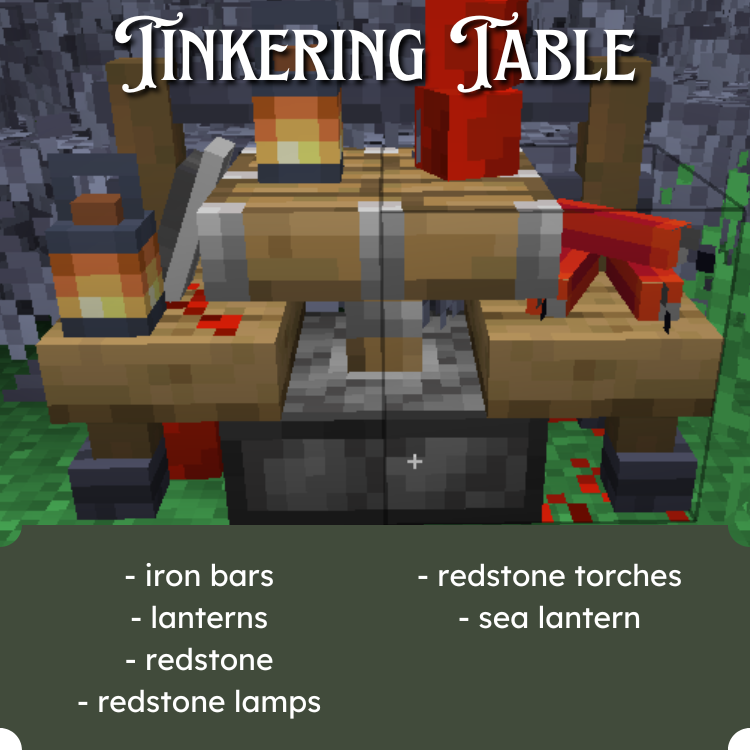 Tinkering Table
- iron bars
- lanterns
- redstone
- redstone lamps
- redstone torches
- sea lantern